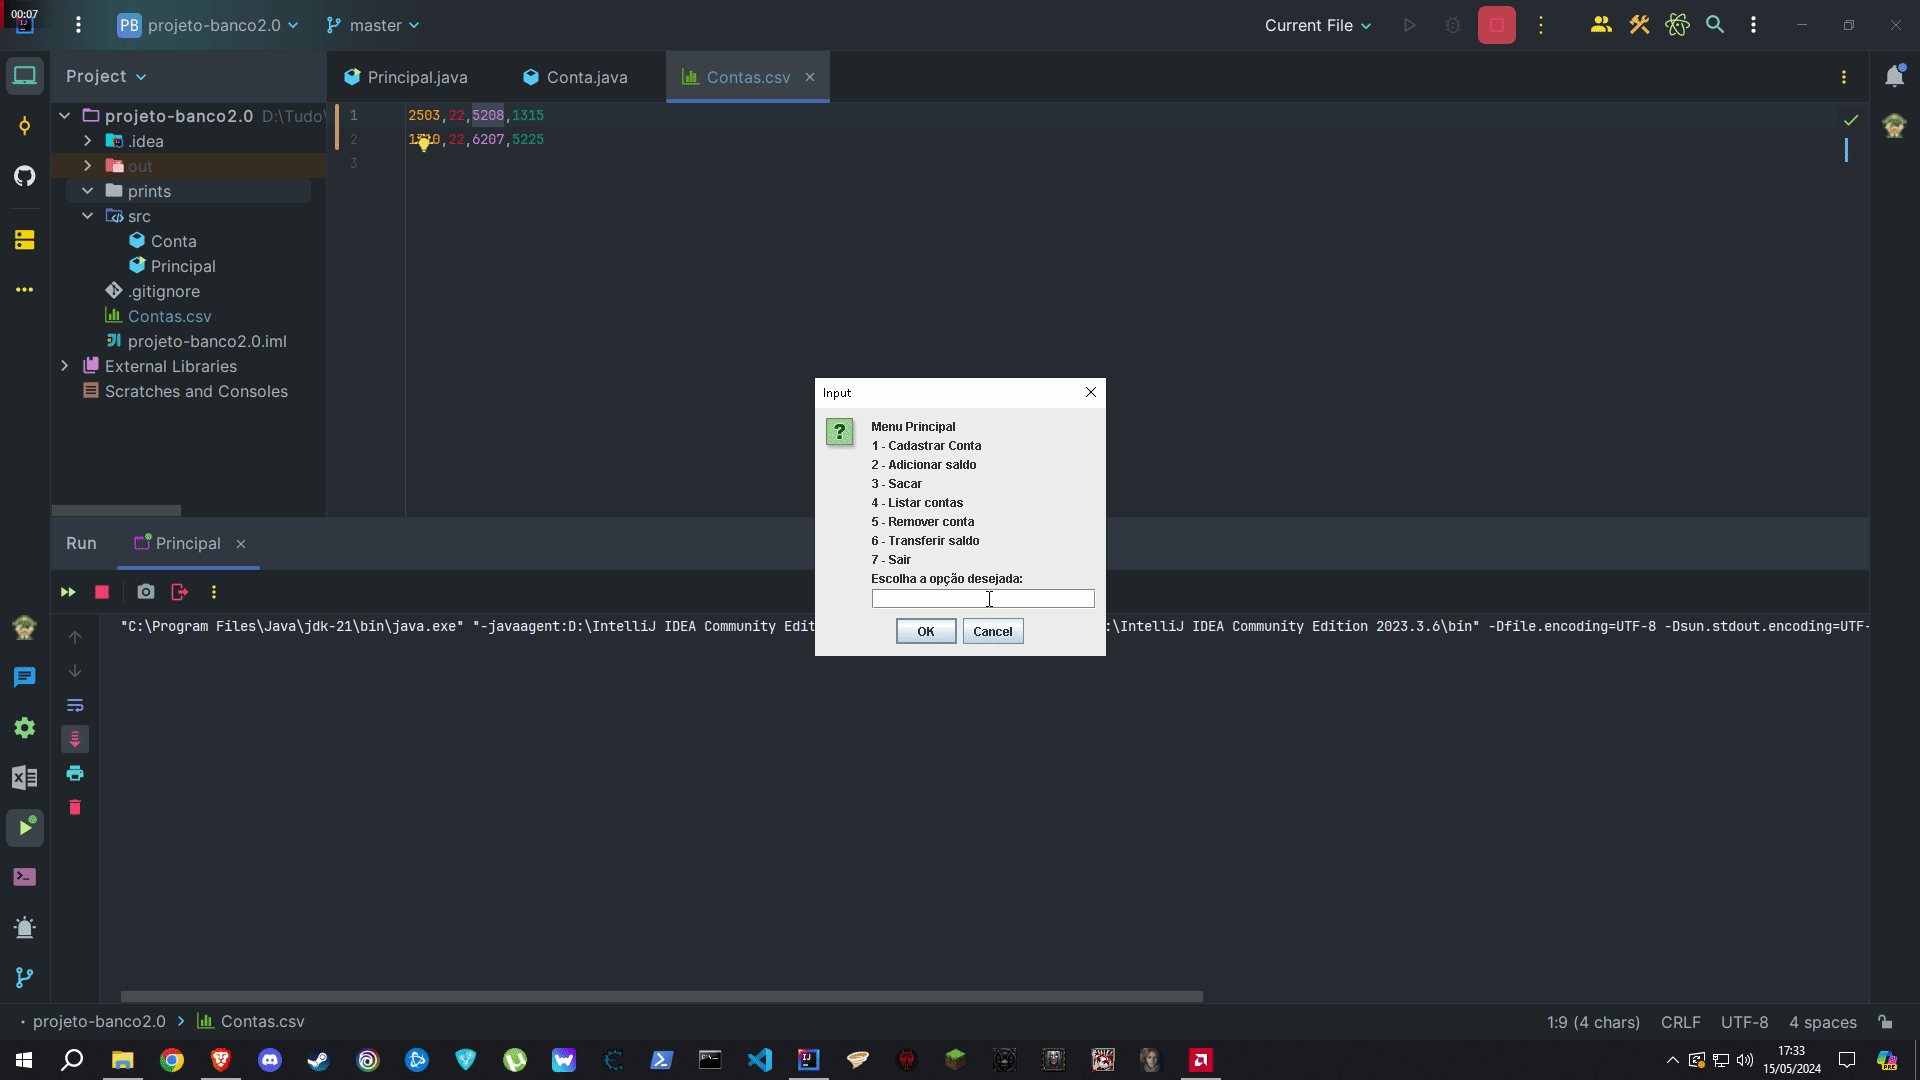 00:07
PB projeto-banco2.0
master
Current File
Project
Principal.java
Conta.java
Contas.csv
projeto-banco2.0 D:\Tudo\
.idea
out
prints
src
Conta
Principal
.gitignore
Contas.csv
projeto-banco2.0.iml
External Libraries
Scratches and Consoles
1 2503,22,5208,1315
2 ,22,6207,5225
3
Input
Menu Principal
1 - Cadastrar Conta
2 - Adicionar saldo
3 - Sacar
4 - Listar contas
5 - Remover conta
6 - Transferir saldo
7 - Sair
Escolha a opção desejada:
OK
Cancel
Run
Principal
"C:\Program Files\Java\jdk-21\bin\java.exe" "-javaagent:D:\IntelliJ IDEA Community Edit :\IntelliJ IDEA Community Edition 2023.3.6\bin" -Dfile.encoding=UTF-8 -Dsun.stdout.encoding=UTF-
projeto-banco2.0 > Contas.csv
1:9 (4 chars)
CRLF
UTF-8
4 spaces
17:33
15/05/2024